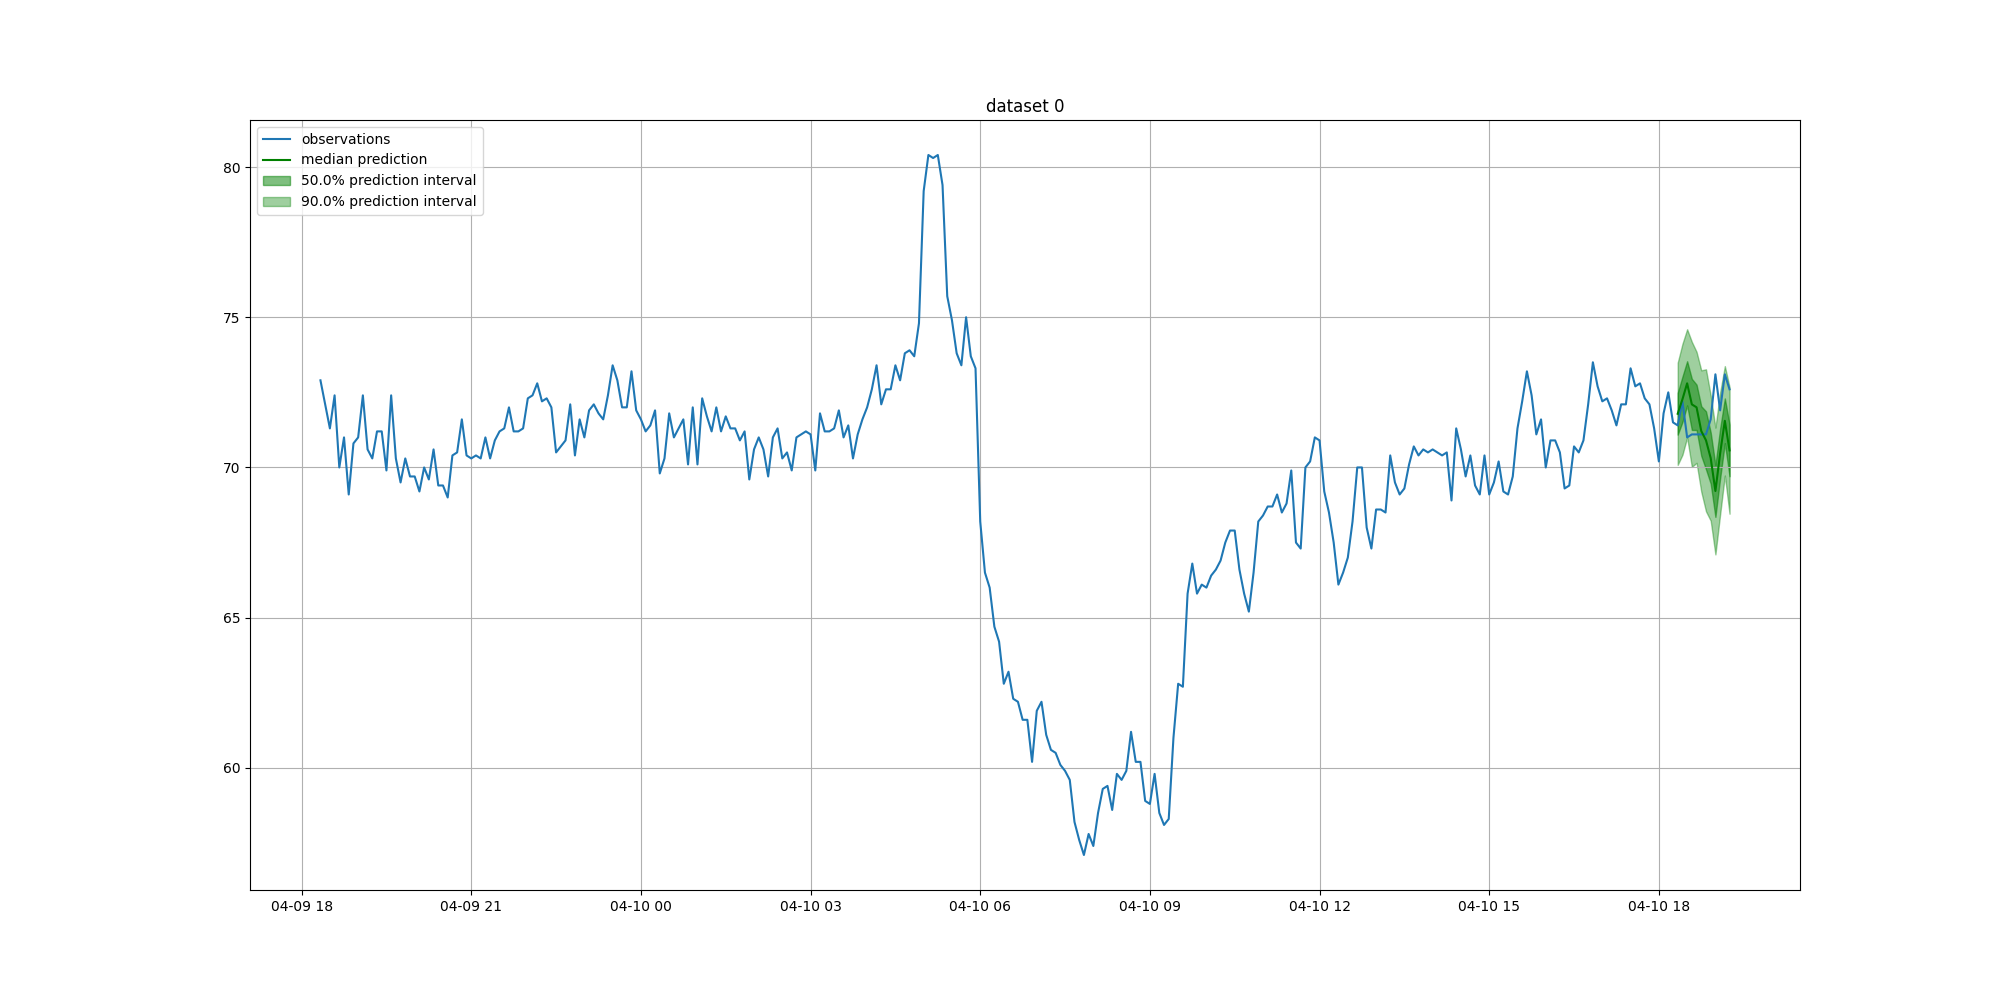 dataset 0
observations
median prediction
50.0% prediction interval
90.0% prediction interval
80
75
70
65
60
04-09 18
04-09 21
04-10 00
04-10 03
04-10 06
04-10 09
04-10 12
04-10 15
04-10 18